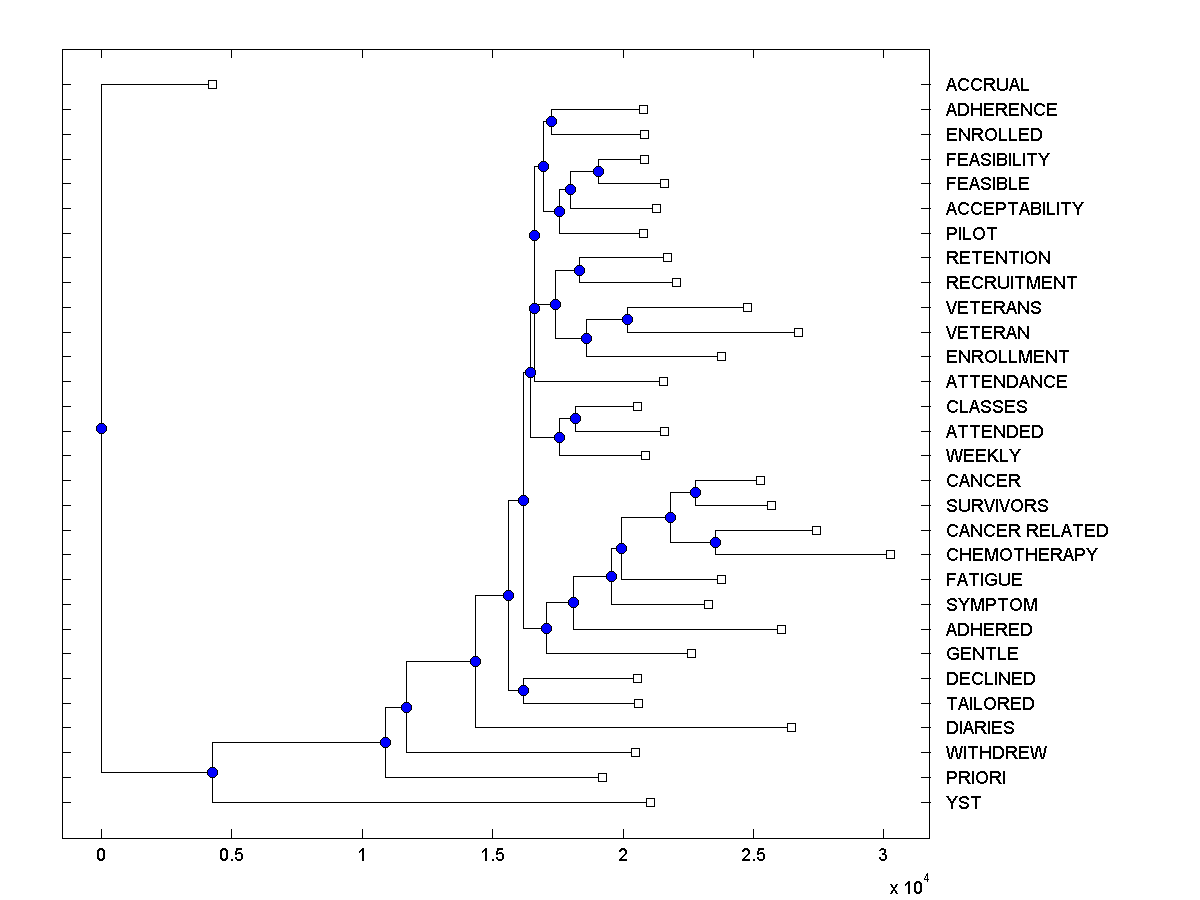 ACCRUAL
ADHERENCE
ENROLLED
FEASIBILITY
FEASIBLE
ACCEPTABILITY
PILOT
RETENTION
RECRUITMENT
VETERANS
VETERAN
ENROLLMENT
ATTENDANCE
CLASSES
ATTENDED
WEEKLY
CANCER
SURVIVORS
CANCER RELATED
CHEMOTHERAPY
FATIGUE
SYMPTOM
ADHERED
GENTLE
DECLINED
TAILORED
DIARIES
WITHDREW
PRIORI
YST
0 0.5 1 1.5 2 2.5 3
x 10^4